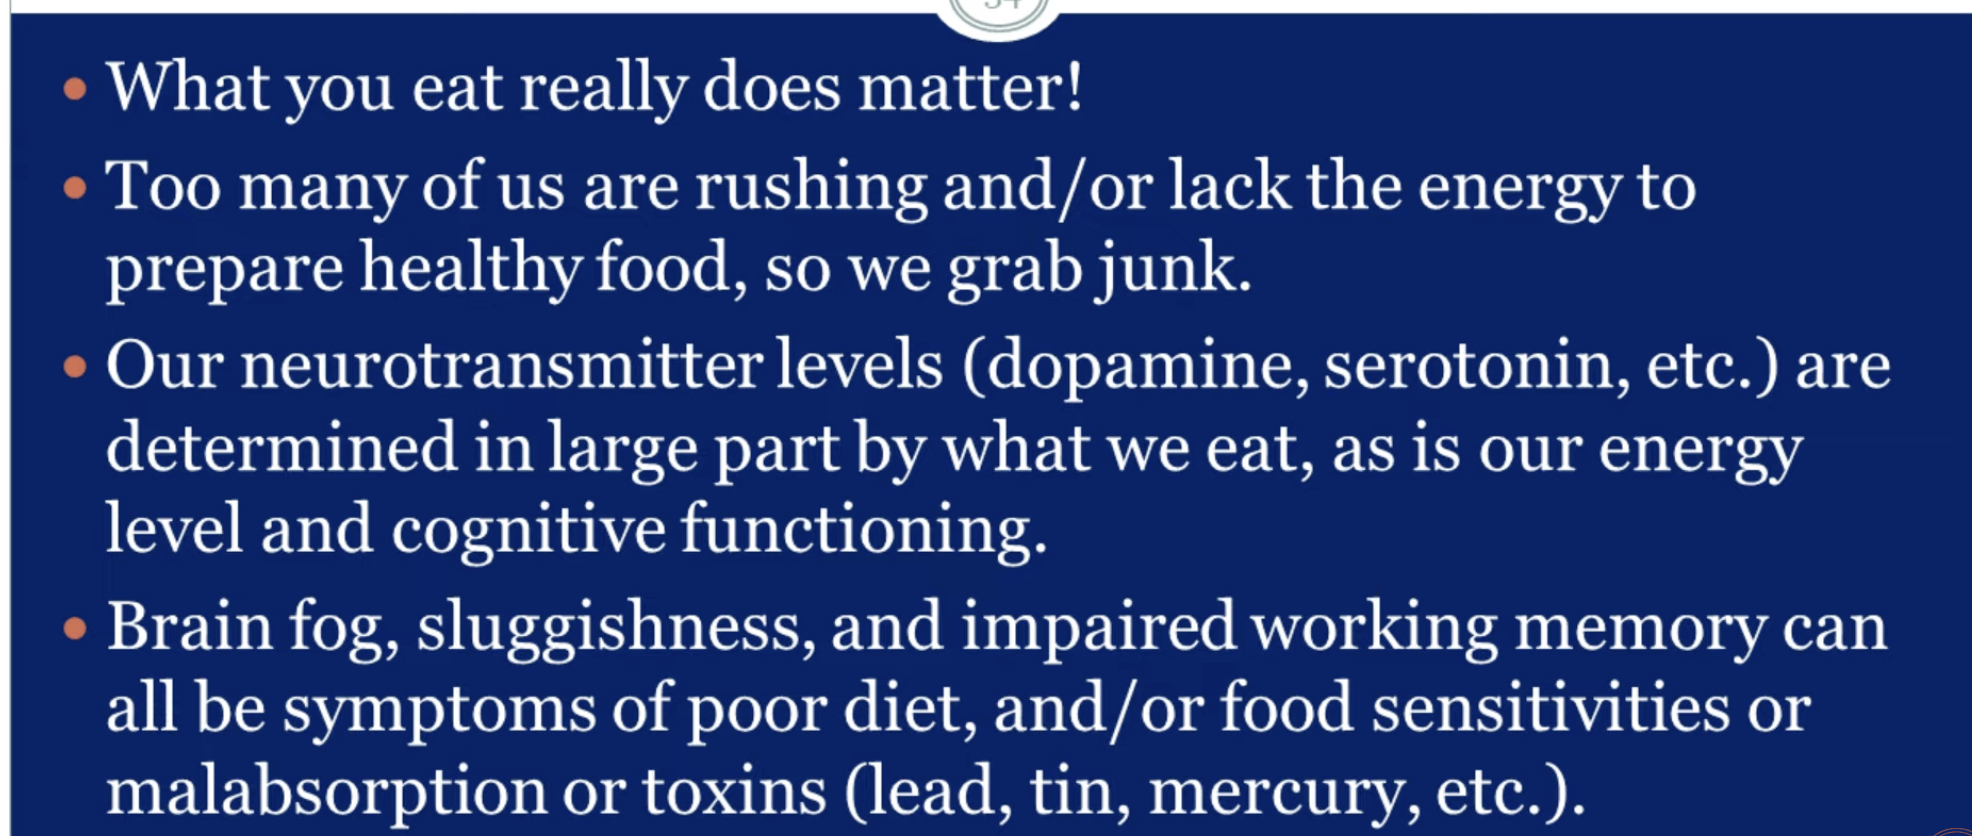 • What you eat really does matter!
• Too many of us are rushing and/or lack the energy to
prepare healthy food, so we grab junk.
• Our neurotransmitter levels (dopamine, serotonin, etc.) are
determined in large part by what we eat, as is our energy
level and cognitive functioning.
• Brain fog, sluggishness, and impaired working memory can
all be symptoms of poor diet, and/or food sensitivities or
malabsorption or toxins (lead, tin, mercury, etc.).